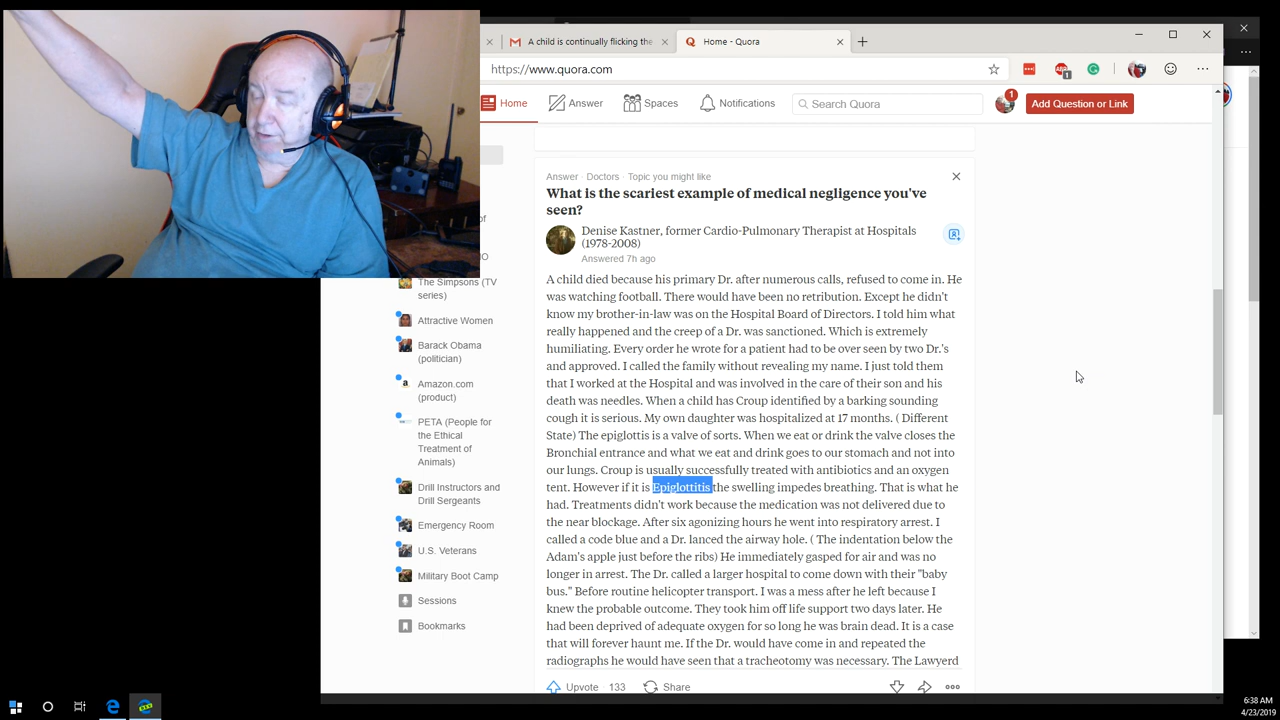 A child is continually flicking the
Home - Quora
https://www.quora.com
1
Home
Answer
Spaces
Notifications
Search Quora
1
Add Question or Link
Answer · Doctors · Topic you might like
What is the scariest example of medical negligence you've
seen?
Denise Kastner, former Cardio-Pulmonary Therapist at Hospitals
(1978-2008)
Answered 7h ago
A child died because his primary Dr. after numerous calls, refused to come in. He
was watching football. There would have been no retribution. Except he didn't
know my brother-in-law was on the Hospital Board of Directors. I told him what
really happened and the creep of a Dr. was sanctioned. Which is extremely
humiliating. Every order he wrote for a patient had to be over seen by two Dr.'s
and approved. I called the family without revealing my name. I just told them
that I worked at the Hospital and was involved in the care of their son and his
death was needles. When a child has Croup identified by a barking sounding
cough it is serious. My own daughter was hospitalized at 17 months. ( Different
State) The epiglottis is a valve of sorts. When we eat or drink the valve closes the
Bronchial entrance and what we eat and drink goes to our stomach and not into
our lungs. Croup is usually successfully treated with antibiotics and an oxygen
tent. However if it is Epiglottitis the swelling impedes breathing. That is what he
had. Treatments didn't work because the medication was not delivered due to
the near blockage. After six agonizing hours he went into respiratory arrest. I
called a code blue and a Dr. lanced the airway hole. ( The indentation below the
Adam's apple just before the ribs) He immediately gasped for air and was no
longer in arrest. The Dr. called a larger hospital to come down with their "baby
bus." Before routine helicopter transport. I was a mess after he left because I
knew the probable outcome. They took him off life support two days later. He
had been deprived of adequate oxygen for so long he was brain dead. It is a case
that will forever haunt me. If the Dr. would have come in and repeated the
radiographs he would have seen that a tracheotomy was necessary. The Lawyerd
Upvote 133
Share
of
The Simpsons (TV
series)
Attractive Women
Barack Obama
(politician)
Amazon.com
(product)
PETA (People for
the Ethical
Treatment of
Animals)
Drill Instructors and
Drill Sergeants
Emergency Room
U.S. Veterans
Military Boot Camp
Sessions
Bookmarks
6:38 AM
4/23/2019